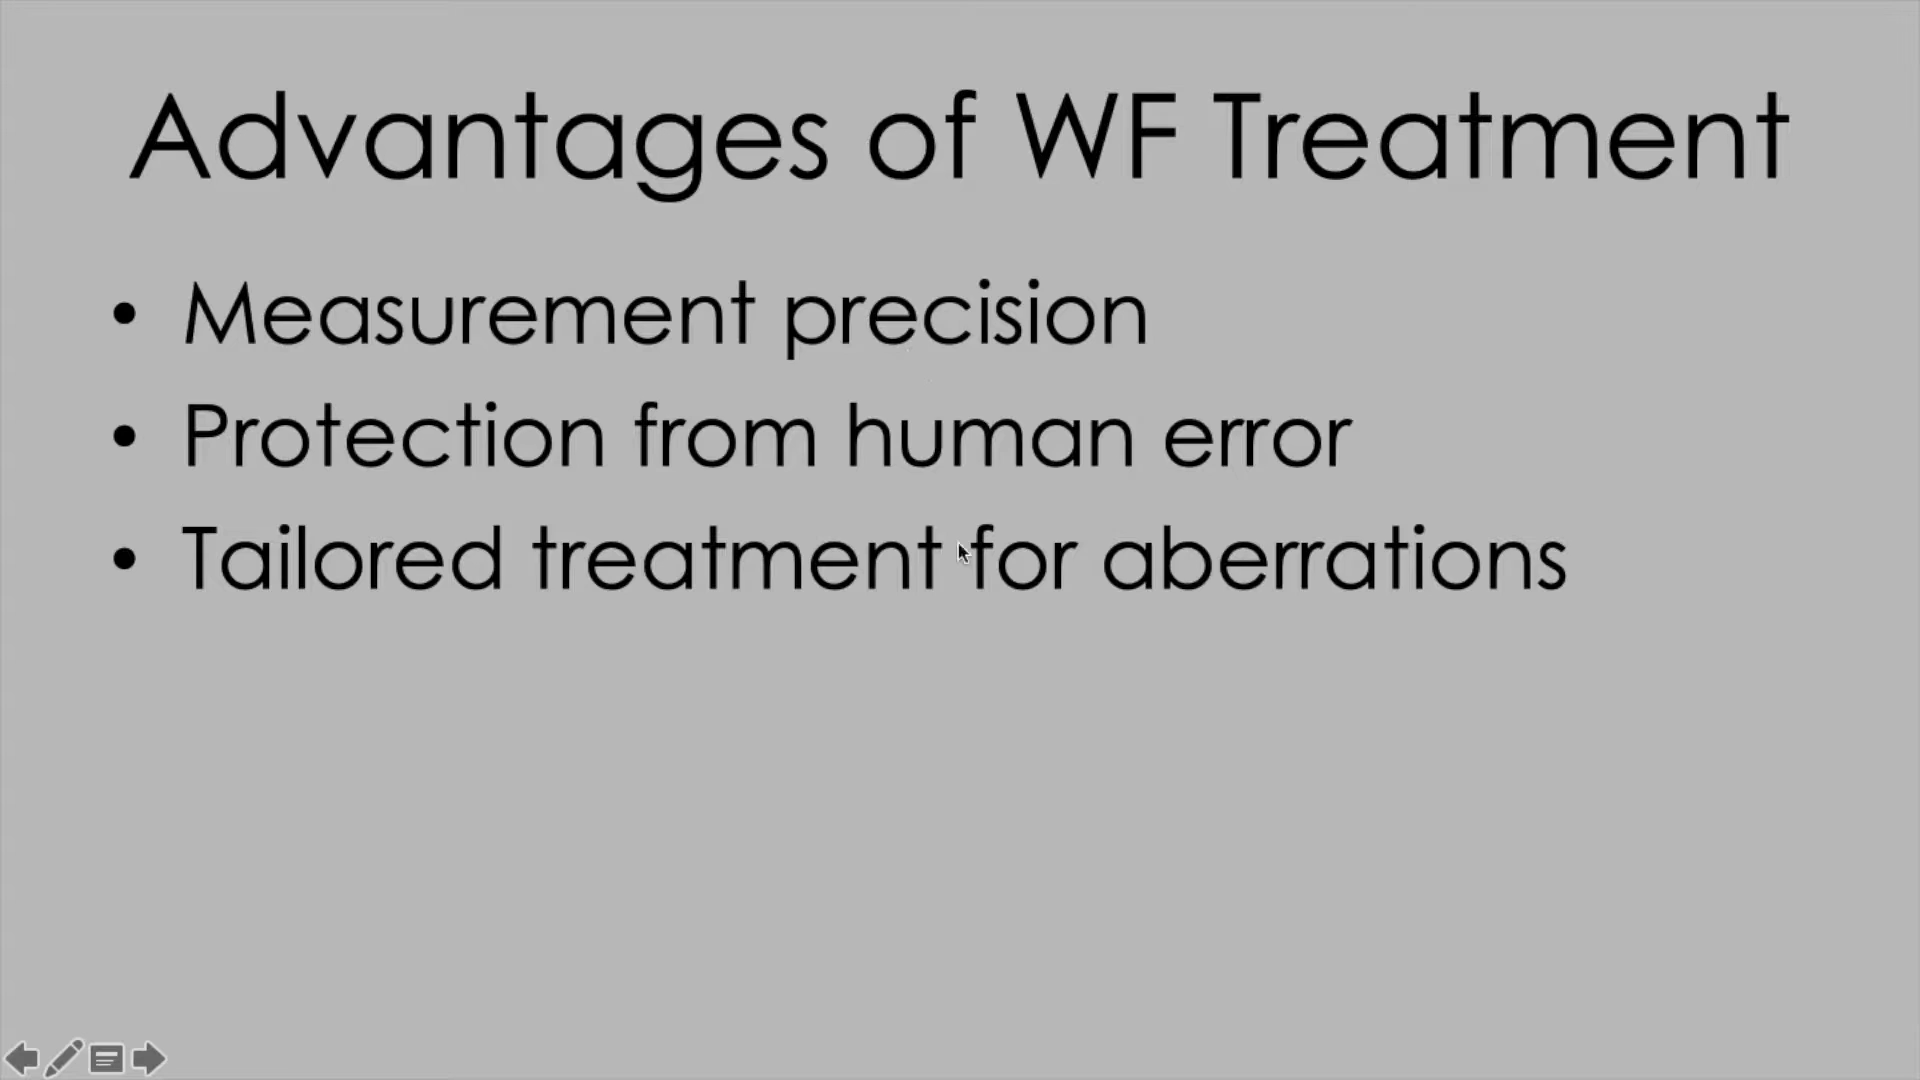 Advantages of WF Treatment
• Measurement precision
• Protection from human error
• Tailored treatment for aberrations